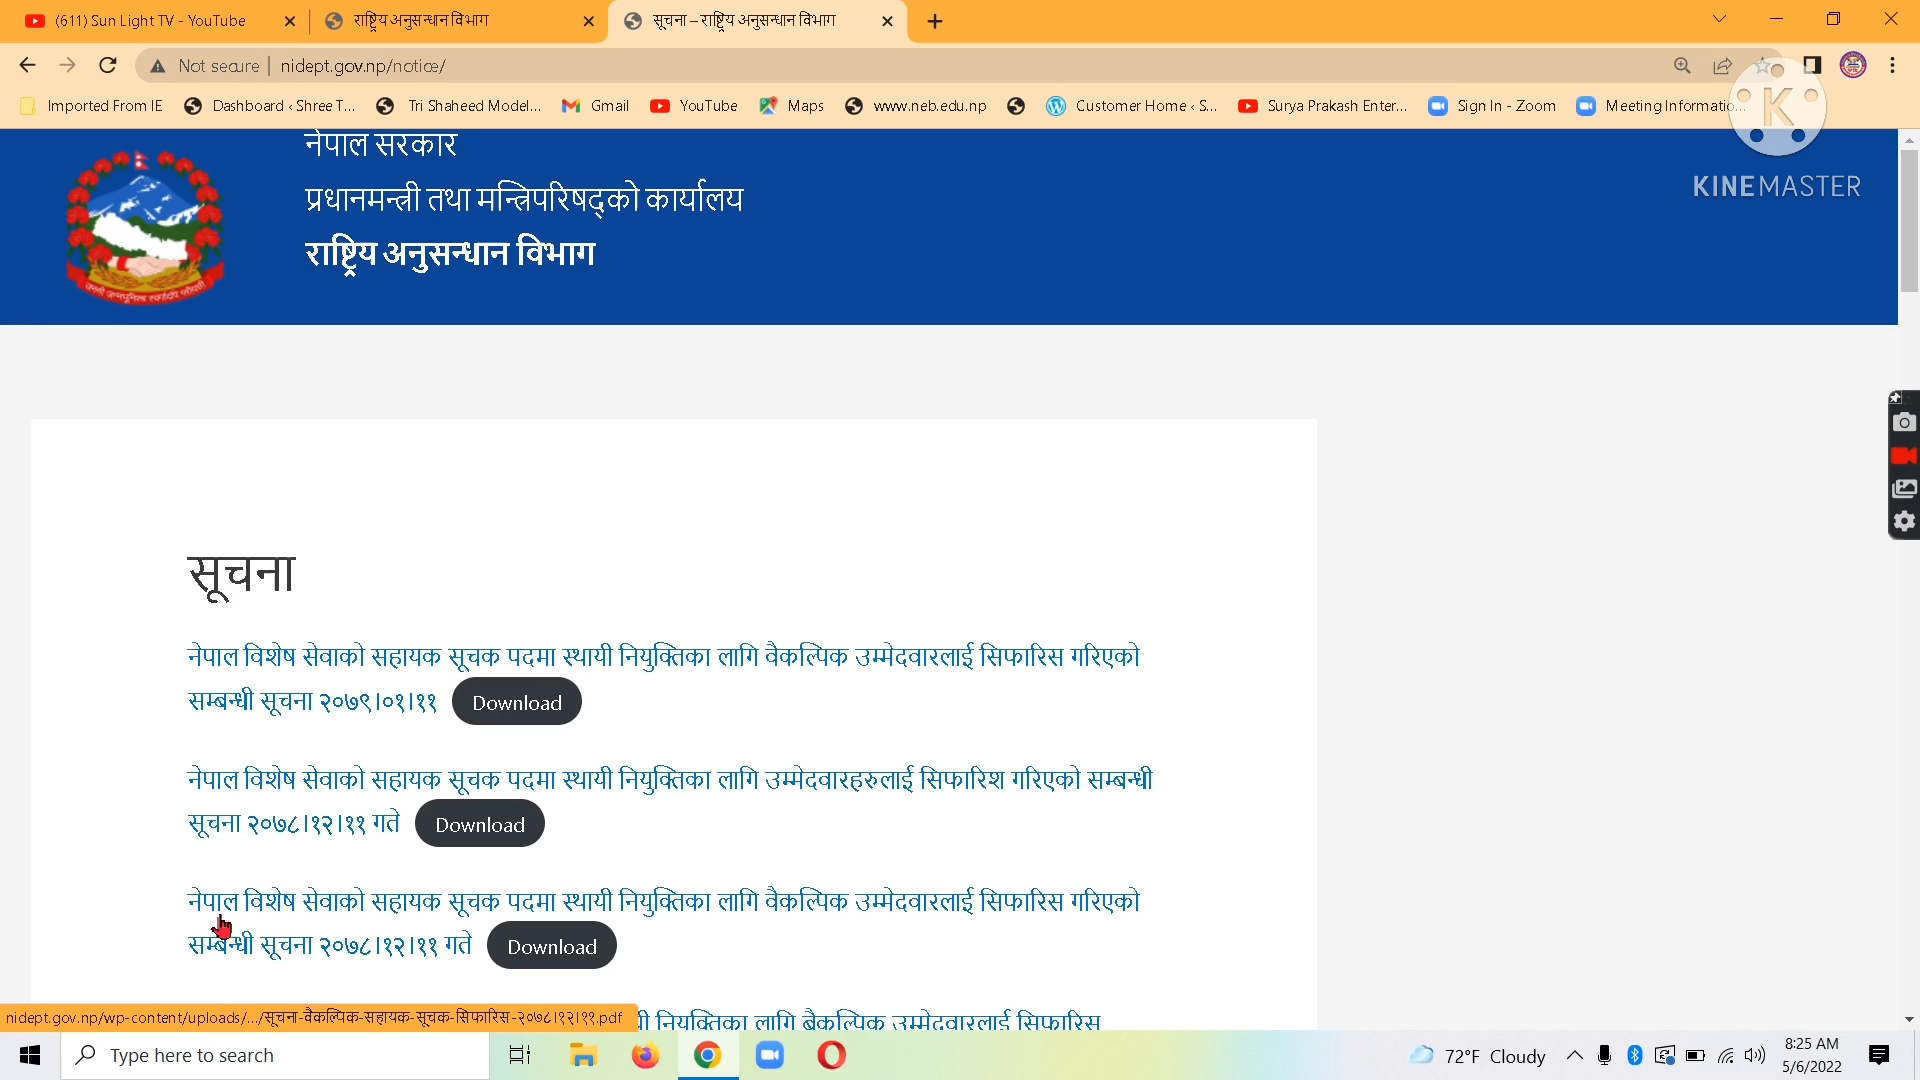 (611) Sun Light TV - YouTube
राष्ट्रिय अनुसन्धान विभाग
सूचना – राष्ट्रिय अनुसन्धान विभाग
Not secure | nidept.gov.np/notice/
Imported From IE
Dashboard ‹ Shree T...
Tri Shaheed Model...
Gmail
YouTube
Maps
www.neb.edu.np
Customer Home ‹ S...
Surya Prakash Enter...
Sign In - Zoom
Meeting Informatio...
K
KINEMASTER
नेपाल सरकार
प्रधानमन्त्री तथा मन्त्रिपरिषद्को कार्यालय
राष्ट्रिय अनुसन्धान विभाग
सूचना
नेपाल विशेष सेवाको सहायक सूचक पदमा स्थायी नियुक्तिका लागि वैकल्पिक उम्मेदवारलाई सिफारिस गरिएको
सम्बन्धी सूचना २०७९।०१।११ Download
नेपाल विशेष सेवाको सहायक सूचक पदमा स्थायी नियुक्तिका लागि उम्मेदवारहरुलाई सिफारिश गरिएको सम्बन्धी
सूचना २०७८।१२।११ गते Download
नेपाल विशेष सेवाको सहायक सूचक पदमा स्थायी नियुक्तिका लागि वैकल्पिक उम्मेदवारलाई सिफारिस गरिएको
सम्बन्धी सूचना २०७८।१२।११ गते Download
नियुक्तिका लागि बैकल्पिक उम्मेदवारलाई सिफारिस
nidept.gov.np/wp-content/uploads/.../सूचना-वैकल्पिक-सहायक-सूचक-सिफारिस-२०७८।१२।११.pdf
Type here to search
72°F Cloudy
8:25 AM
5/6/2022